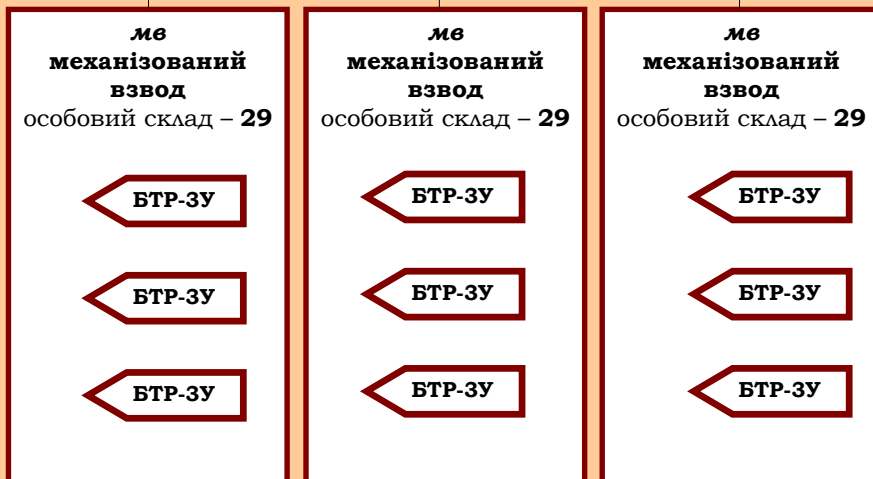 мв
механізований
взвод
особовий склад – 29
БТР-3У
БТР-3У
БТР-3У
мв
механізований
взвод
особовий склад – 29
БТР-3У
БТР-3У
БТР-3У
мв
механізований
взвод
особовий склад – 29
БТР-3У
БТР-3У
БТР-3У